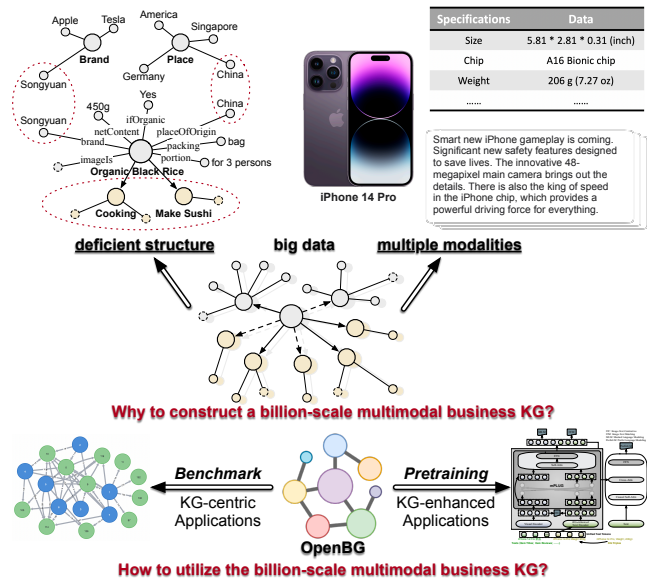 Apple
Tesla
Brand
America
Singapore
Place
Germany
China
Songyuan
Songyuan
China
450g
Yes
ifOrganic
netContent
placeOfOrigin
brand
packing
bag
imageIs
portion
for 3 persons
Organic Black Rice
Cooking
Make Sushi
iPhone 14 Pro
Specifications Data
Size 5.81 * 2.81 * 0.31 (inch)
Chip A16 Bionic chip
Weight 206 g (7.27 oz)
...... ......
Smart new iPhone gameplay is coming.
Significant new safety features designed
to save lives. The innovative 48-
megapixel main camera brings out the
details. There is also the king of speed
in the iPhone chip, which provides a
powerful driving force for everything.
deficient structure
big data
multiple modalities
Why to construct a billion-scale multimodal business KG?
Benchmark
KG-centric
Applications
OpenBG
Pretraining
KG-enhanced
Applications
mPLUG
How to utilize the billion-scale multimodal business KG?